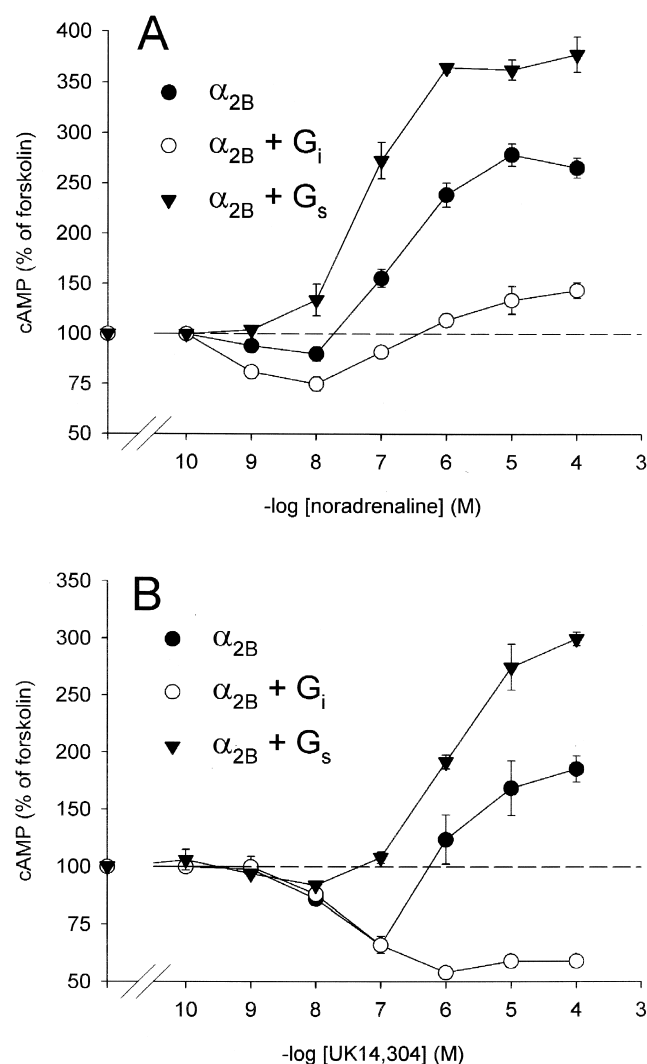 A
400
350
300
250
200
150
100
75
50
cAMP (% of forskolin)
α2B
α2B + Gi
α2B + Gs
10 9 8 7 6 5 4 3
-log [noradrenaline] (M)
B
350
300
250
200
150
100
75
50
cAMP (% of forskolin)
α2B
α2B + Gi
α2B + Gs
10 9 8 7 6 5 4 3
-log [UK14,304] (M)